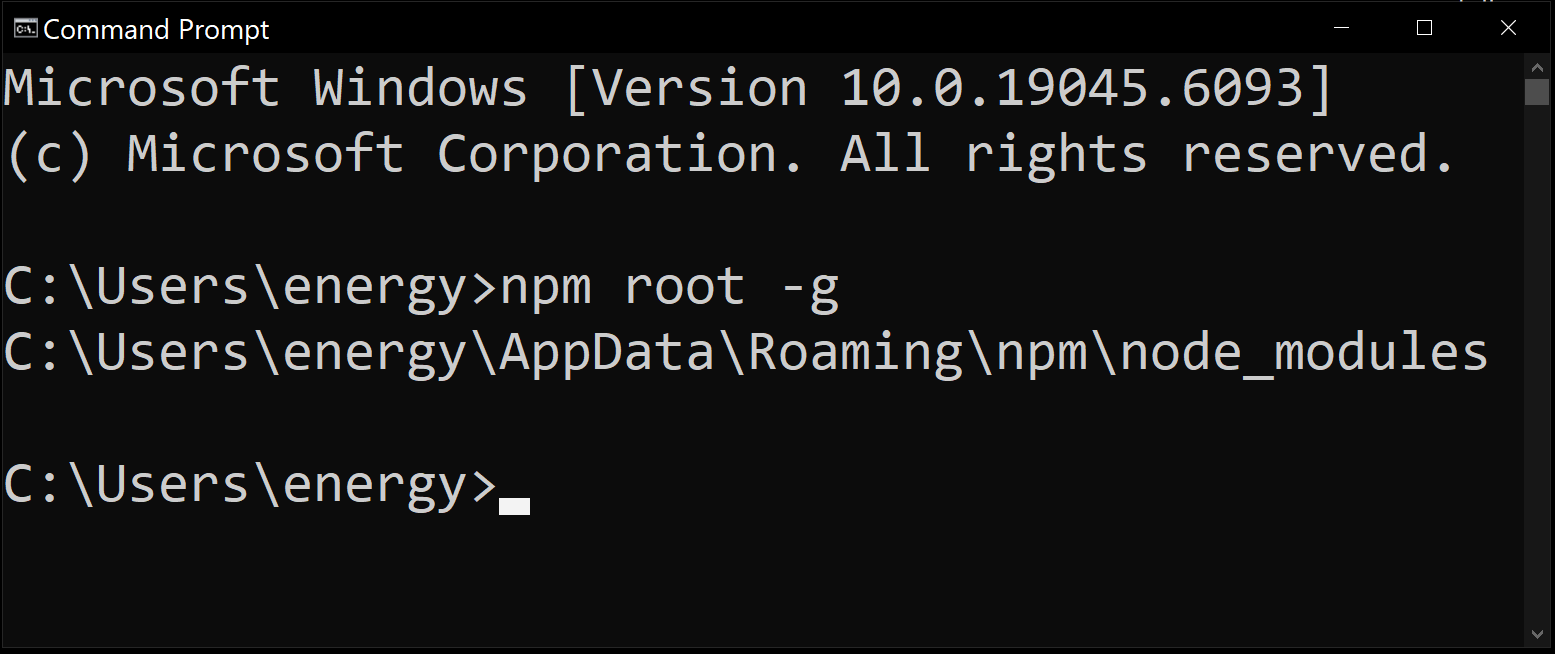 Command Prompt
Microsoft Windows [Version 10.0.19045.6093]
(c) Microsoft Corporation. All rights reserved.
C:\Users\energy>npm root -g
C:\Users\energy\AppData\Roaming\npm\node_modules
C:\Users\energy>